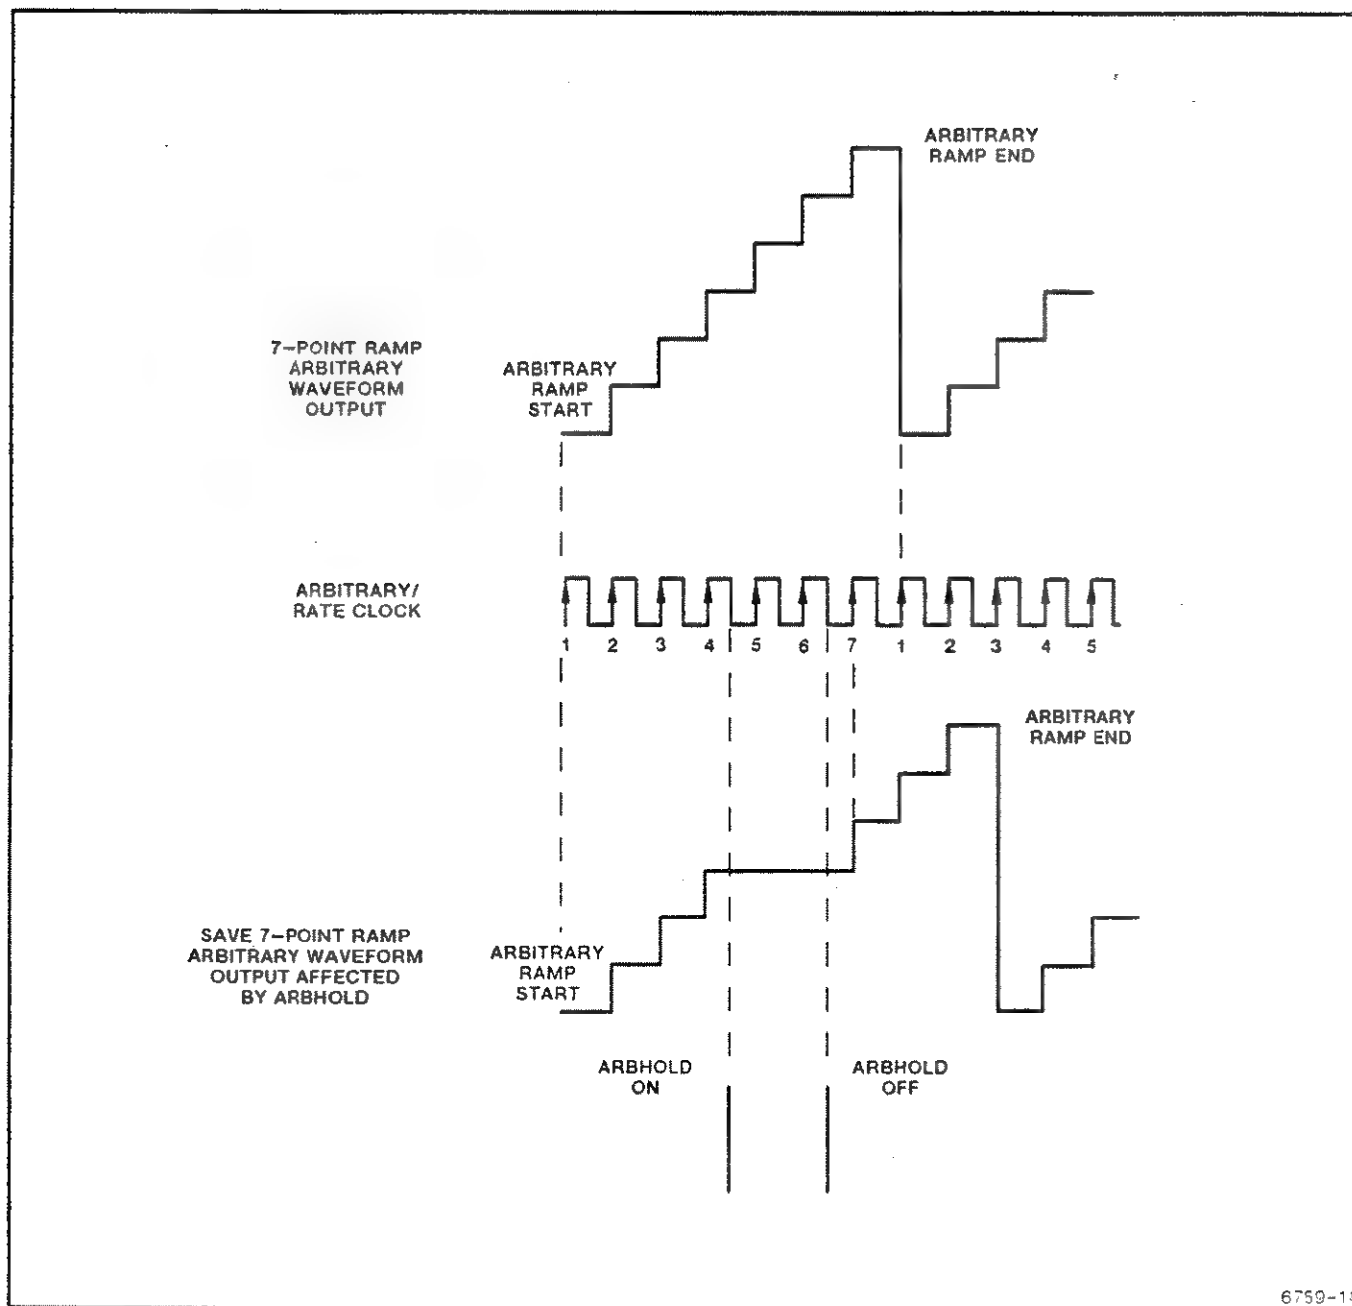 ARBITRARY
RAMP END
7-POINT RAMP
ARBITRARY
WAVEFORM
OUTPUT
ARBITRARY
RAMP
START
ARBITRARY/
RATE CLOCK
1 2 3 4 5 6 7 1 2 3 4 5
ARBITRARY
RAMP END
SAVE 7-POINT RAMP
ARBITRARY WAVEFORM
OUTPUT AFFECTED
BY ARBHOLD
ARBITRARY
RAMP
START
ARBHOLD
ON
ARBHOLD
OFF